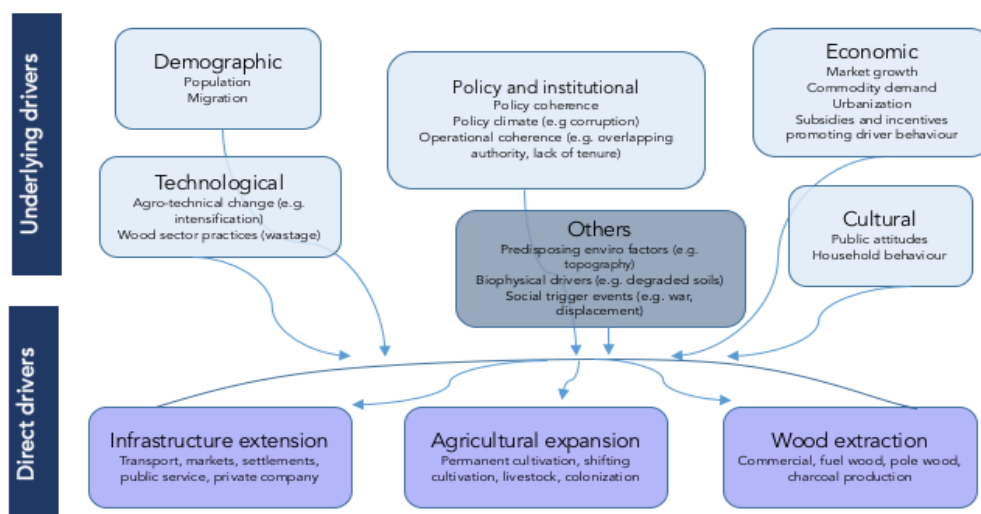 Underlying drivers
Demographic
Population
Migration
Policy and institutional
Policy coherence
Policy climate (e.g corruption)
Operational coherence (e.g. overlapping
authority, lack of tenure)
Economic
Market growth
Commodity demand
Urbanization
Subsidies and incentives
promoting driver behaviour
Technological
Agro-technical change (e.g.
intensification)
Wood sector practices (wastage)
Others
Predisposing enviro factors (e.g.
topography)
Biophysical drivers (e.g. degraded soils)
Social trigger events (e.g. war,
displacement)
Cultural
Public attitudes
Household behaviour
Direct drivers
Infrastructure extension
Transport, markets, settlements,
public service, private company
Agricultural expansion
Permanent cultivation, shifting
cultivation, livestock, colonization
Wood extraction
Commercial, fuel wood, pole wood,
charcoal production